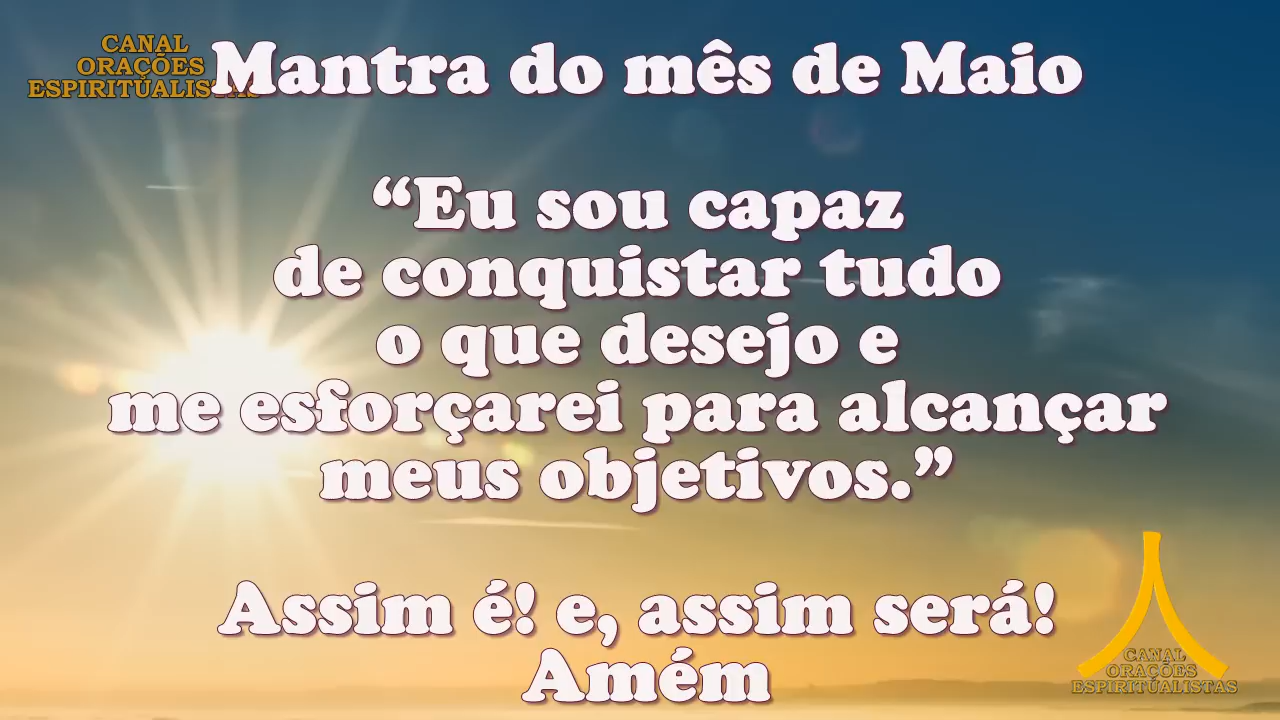 CANAL
ORAÇÕES
ESPIRITUALISTAS
Mantra do mês de Maio
“Eu sou capaz
de conquistar tudo
o que desejo e
me esforçarei para alcançar
meus objetivos.”
Assim é! e, assim será!
Amém
CANAL
ORAÇÕES
ESPIRITUALISTAS